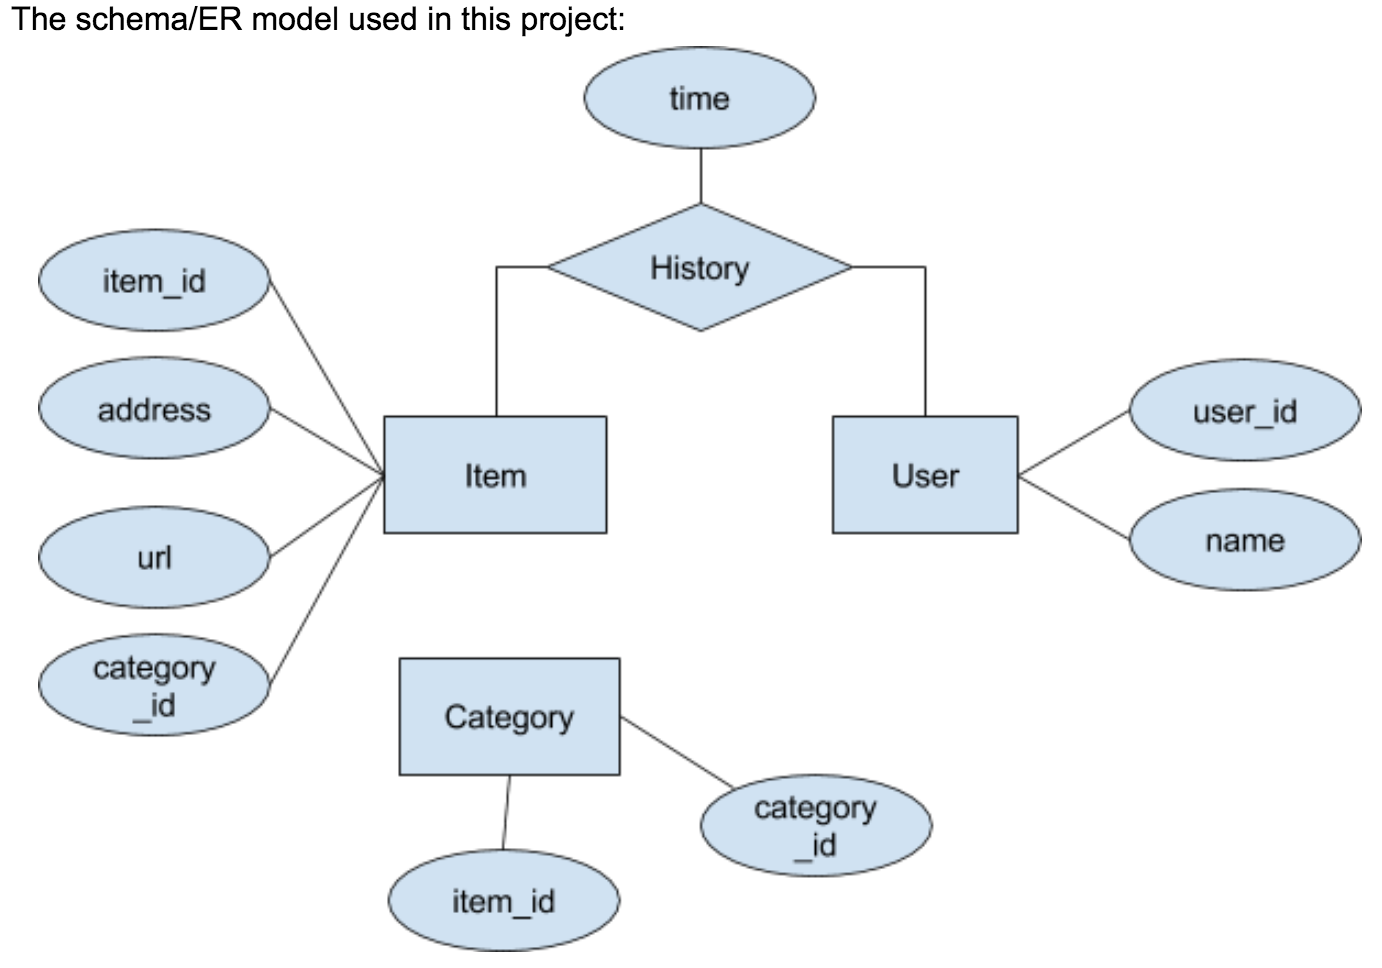 The schema/ER model used in this project:
time
History
item_id
address
url
category
_id
Item
User
user_id
name
Category
category
_id
item_id